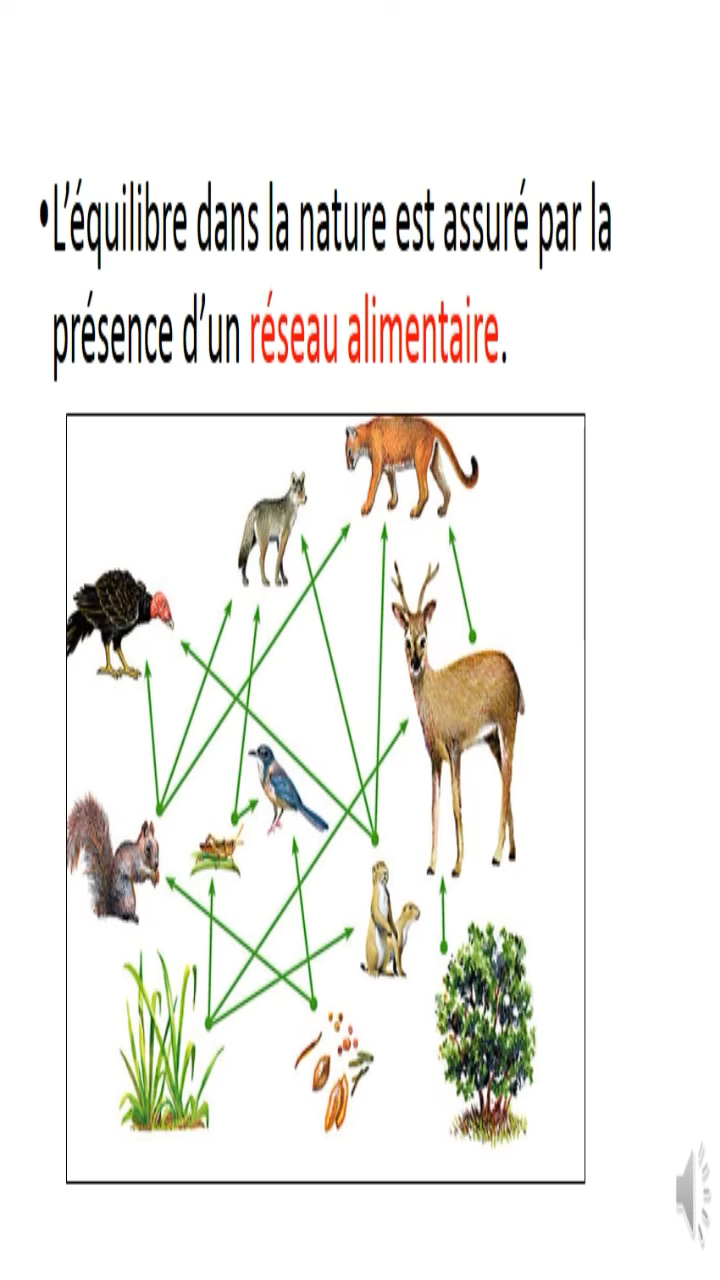 •L’équilibre dans la nature est assuré par la
présence d’un réseau alimentaire.